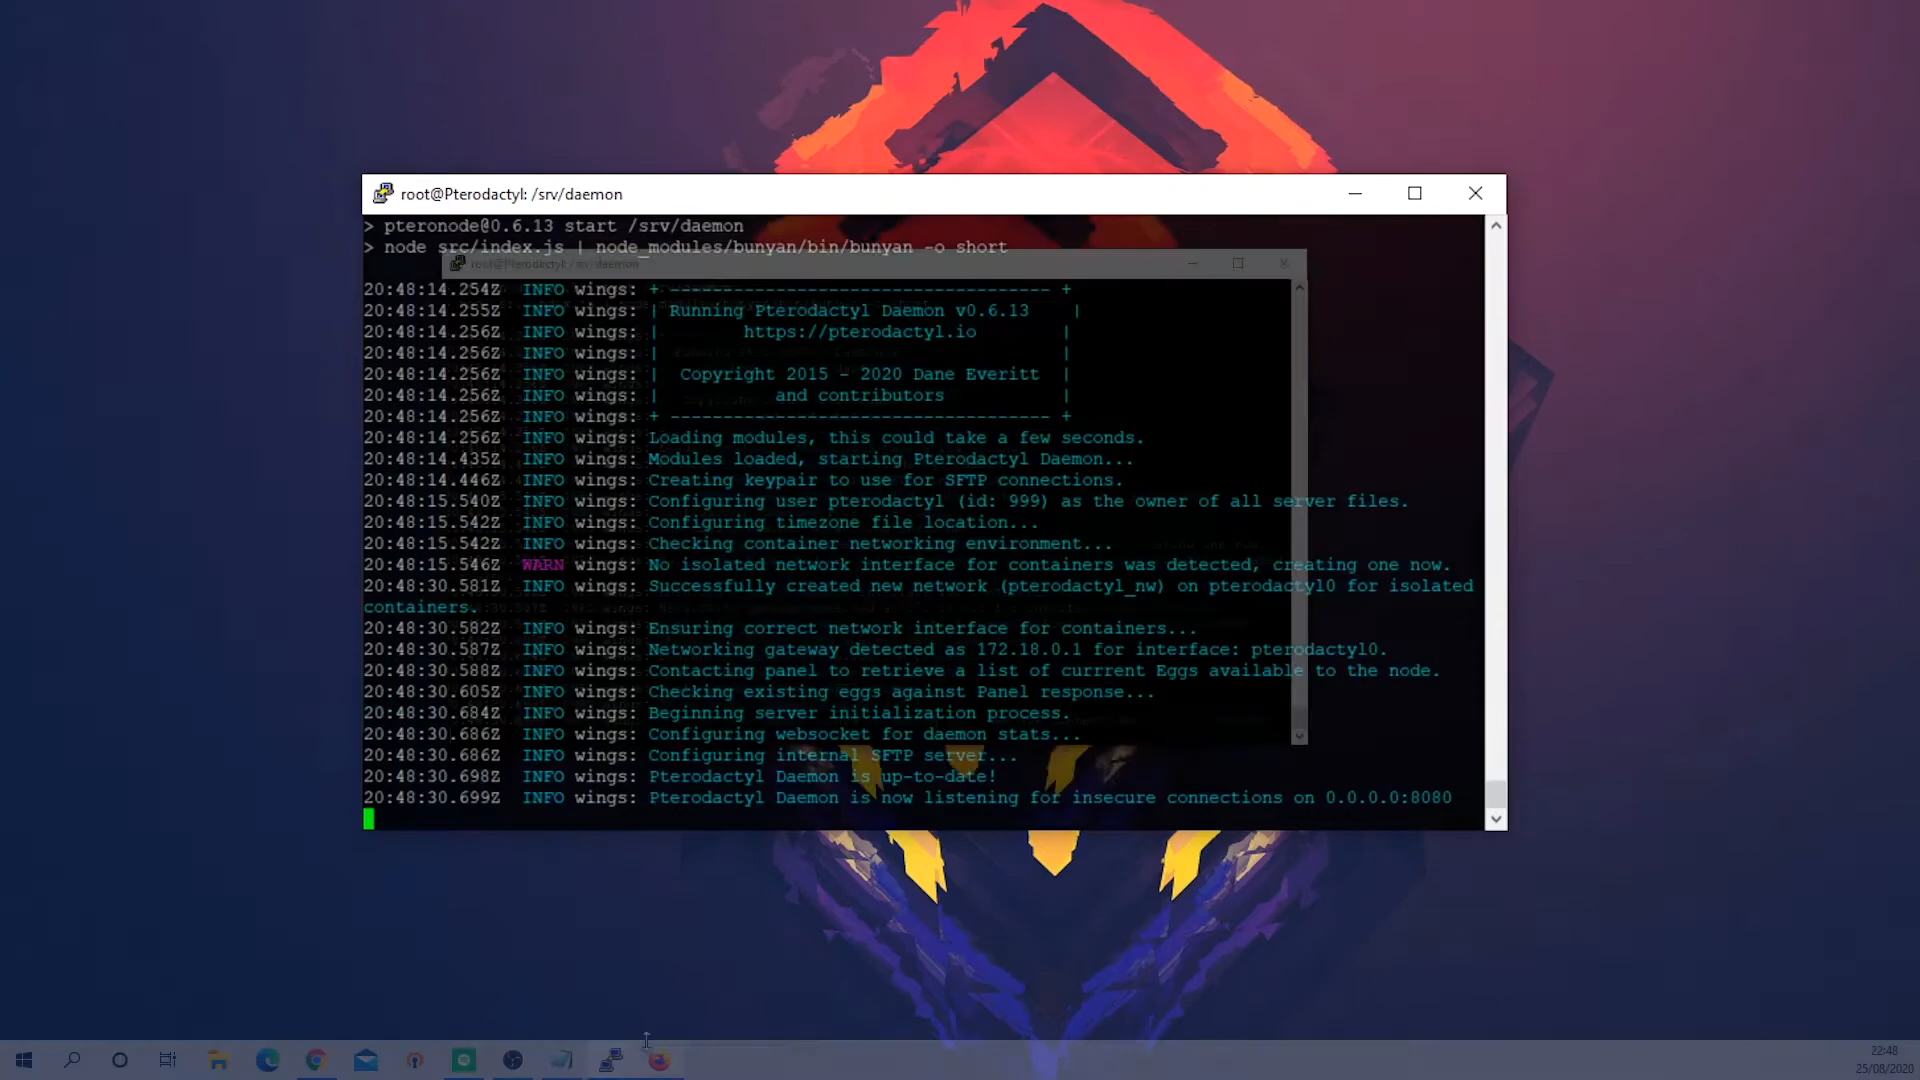 root@Pterodactyl: /srv/daemon
> pteronode@0.6.13 start /srv/daemon
> node src/index.js | node_modules/bunyan/bin/bunyan -o short
root@Pterodactyl: /srv/daemon
20:48:14.254Z  INFO wings: + ------------------------------------ +
20:48:14.255Z  INFO wings: | Running Pterodactyl Daemon v0.6.13    |
20:48:14.256Z  INFO wings: |        https://pterodactyl.io        |
20:48:14.256Z  INFO wings: |                                      |
20:48:14.256Z  INFO wings: |  Copyright 2015 - 2020 Dane Everitt  |
20:48:14.256Z  INFO wings: |           and contributors           |
20:48:14.256Z  INFO wings: + ------------------------------------ +
20:48:14.256Z  INFO wings: Loading modules, this could take a few seconds.
20:48:14.435Z  INFO wings: Modules loaded, starting Pterodactyl Daemon...
20:48:14.446Z  INFO wings: Creating keypair to use for SFTP connections.
20:48:15.540Z  INFO wings: Configuring user pterodactyl (id: 999) as the owner of all server files.
20:48:15.542Z  INFO wings: Configuring timezone file location...
20:48:15.542Z  INFO wings: Checking container networking environment...
20:48:15.546Z  WARN wings: No isolated network interface for containers was detected, creating one now.
20:48:30.581Z  INFO wings: Successfully created new network (pterodactyl_nw) on pterodactyl0 for isolated
containers.
20:48:30.582Z  INFO wings: Ensuring correct network interface for containers...
20:48:30.587Z  INFO wings: Networking gateway detected as 172.18.0.1 for interface: pterodactyl0.
20:48:30.588Z  INFO wings: Contacting panel to retrieve a list of currrent Eggs available to the node.
20:48:30.605Z  INFO wings: Checking existing eggs against Panel response...
20:48:30.684Z  INFO wings: Beginning server initialization process.
20:48:30.686Z  INFO wings: Configuring websocket for daemon stats...
20:48:30.686Z  INFO wings: Configuring internal SFTP server...
20:48:30.698Z  INFO wings: Pterodactyl Daemon is up-to-date!
20:48:30.699Z  INFO wings: Pterodactyl Daemon is now listening for insecure connections on 0.0.0.0:8080
22:48
25/08/2020